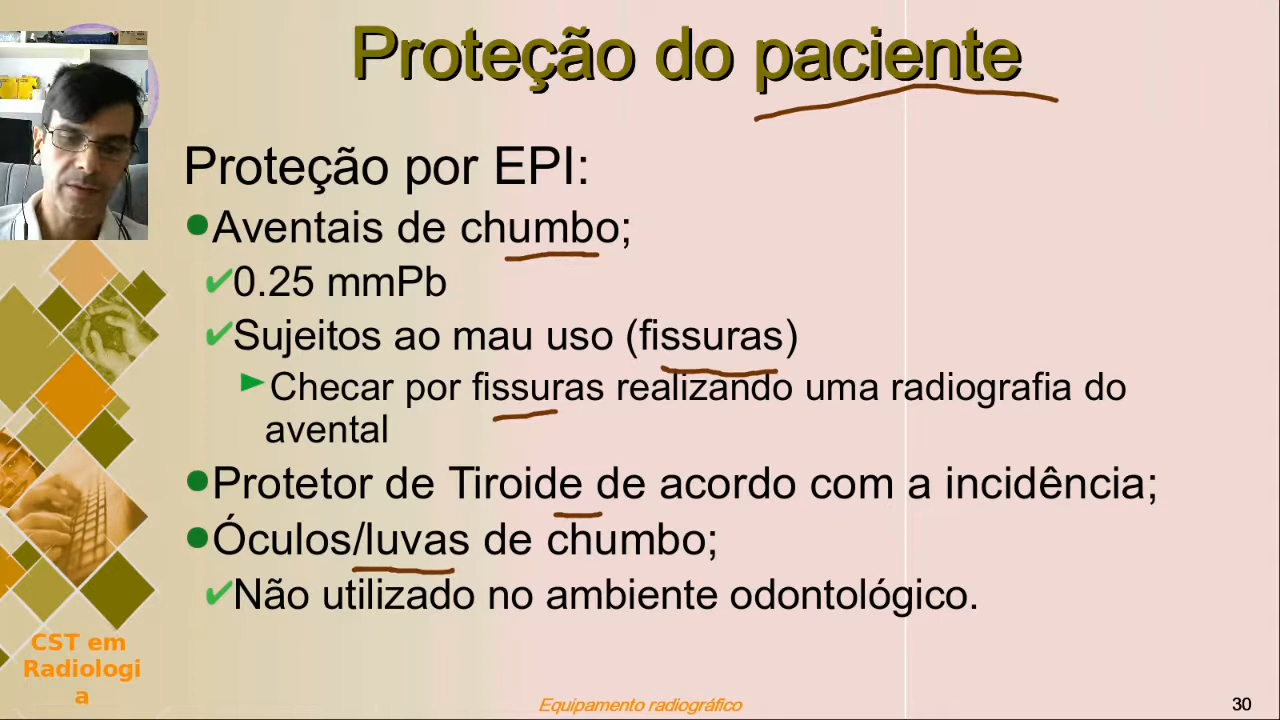 Proteção do paciente
Proteção por EPI:
Aventais de chumbo;
0.25 mmPb
Sujeitos ao mau uso (fissuras)
Checar por fissuras realizando uma radiografia do
avental
Protetor de Tiroide de acordo com a incidência;
Óculos/luvas de chumbo;
Não utilizado no ambiente odontológico.
CST em
Radiologi
a
Equipamento radiográfico
30